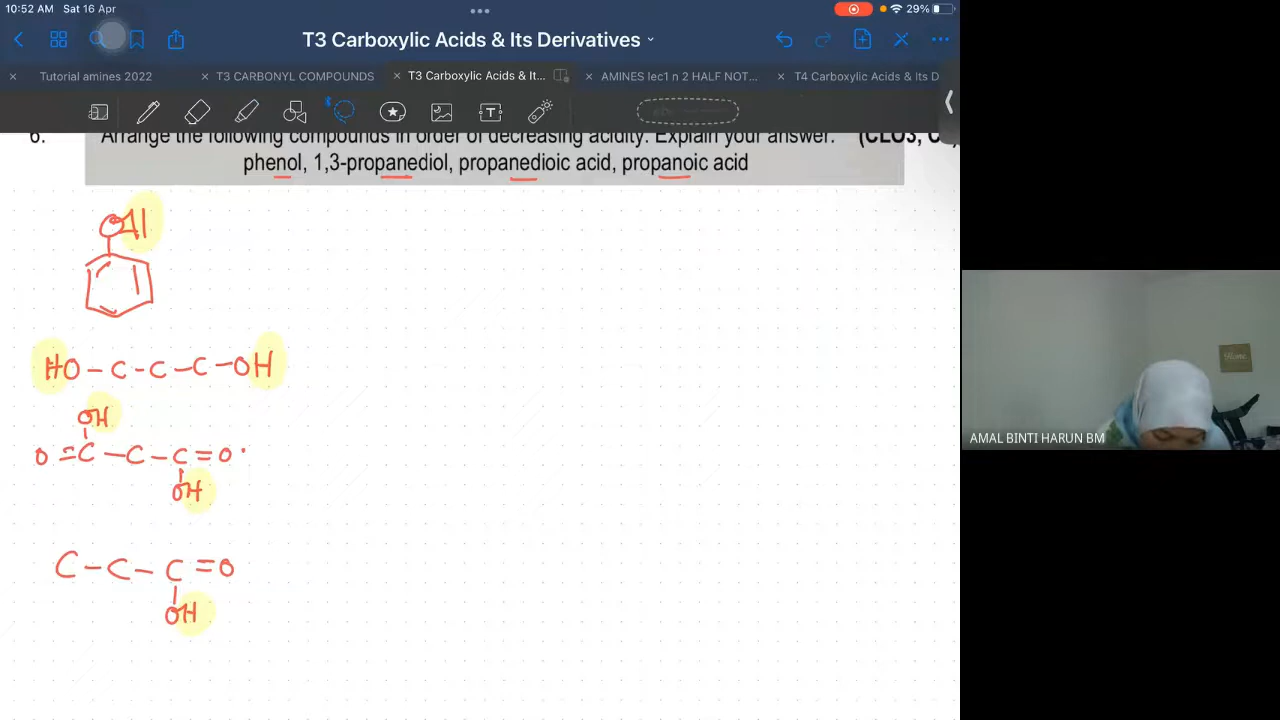 10:52 AM Sat 16 Apr
29%
T3 Carboxylic Acids & Its Derivatives
Tutorial amines 2022
T3 CARBONYL COMPOUNDS
T3 Carboxylic Acids & It...
AMINES lec1 n 2 HALF NOT...
T4 Carboxylic Acids & Its D
6. Arrange the following compounds in order of decreasing acidity. Explain your answer. (CLO3, C
phenol, 1,3-propanediol, propanedioic acid, propanoic acid
OH
HO - C - C - C - OH
OH
O = C - C - C = O
OH
C - C - C = O
OH
Home
AMAL BINTI HARUN BM